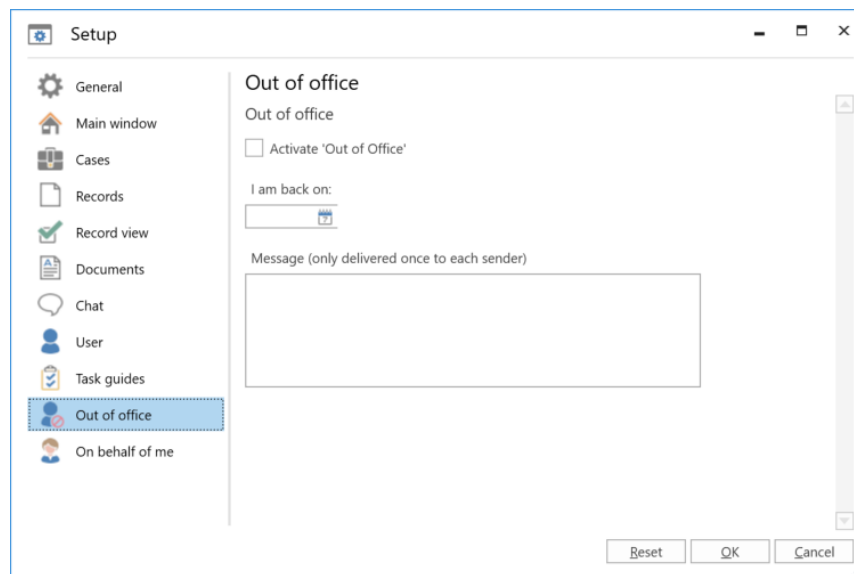 Setup
General
Main window
Cases
Records
Record view
Documents
Chat
User
Task guides
Out of office
On behalf of me
Out of office
Out of office
Activate 'Out of Office'
I am back on:
Message (only delivered once to each sender)
Reset
OK
Cancel